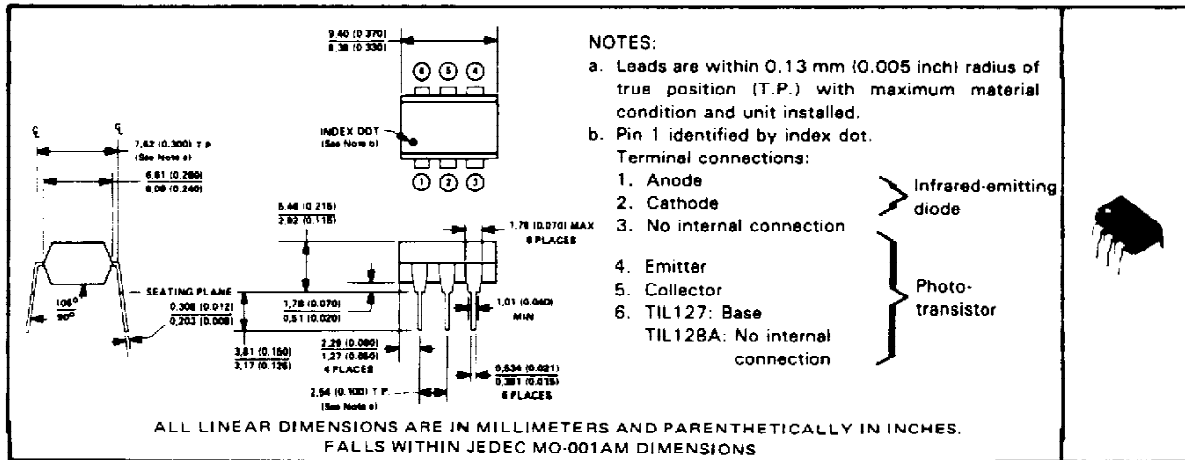 9,40 (0.370)
8,38 (0.330)
6 5 4
INDEX DOT
(See Note b)
1 2 3
℄ ℄
7,62 (0.300) T.P.
(See Note a)
6,61 (0.260)
6,09 (0.240)
5,46 (0.215)
2,92 (0.115)
1,78 (0.070) MAX
6 PLACES
SEATING PLANE
105°
90°
0,305 (0.012)
0,203 (0.008)
1,78 (0.070)
0,51 (0.020)
1,01 (0.040)
MIN
3,81 (0.150)
3,17 (0.125)
2,29 (0.090)
1,27 (0.050)
4 PLACES
0,534 (0.021)
0,381 (0.015)
6 PLACES
2,54 (0.100) T.P.
(See Note a)
NOTES:
a. Leads are within 0,13 mm (0.005 inch) radius of
true position (T.P.) with maximum material
condition and unit installed.
b. Pin 1 identified by index dot.
Terminal connections:
1. Anode
2. Cathode
3. No internal connection
Infrared-emitting
diode
4. Emitter
5. Collector
6. TIL127: Base
TIL128A: No internal
connection
Photo-
transistor
ALL LINEAR DIMENSIONS ARE IN MILLIMETERS AND PARENTHETICALLY IN INCHES.
FALLS WITHIN JEDEC MO-001AM DIMENSIONS